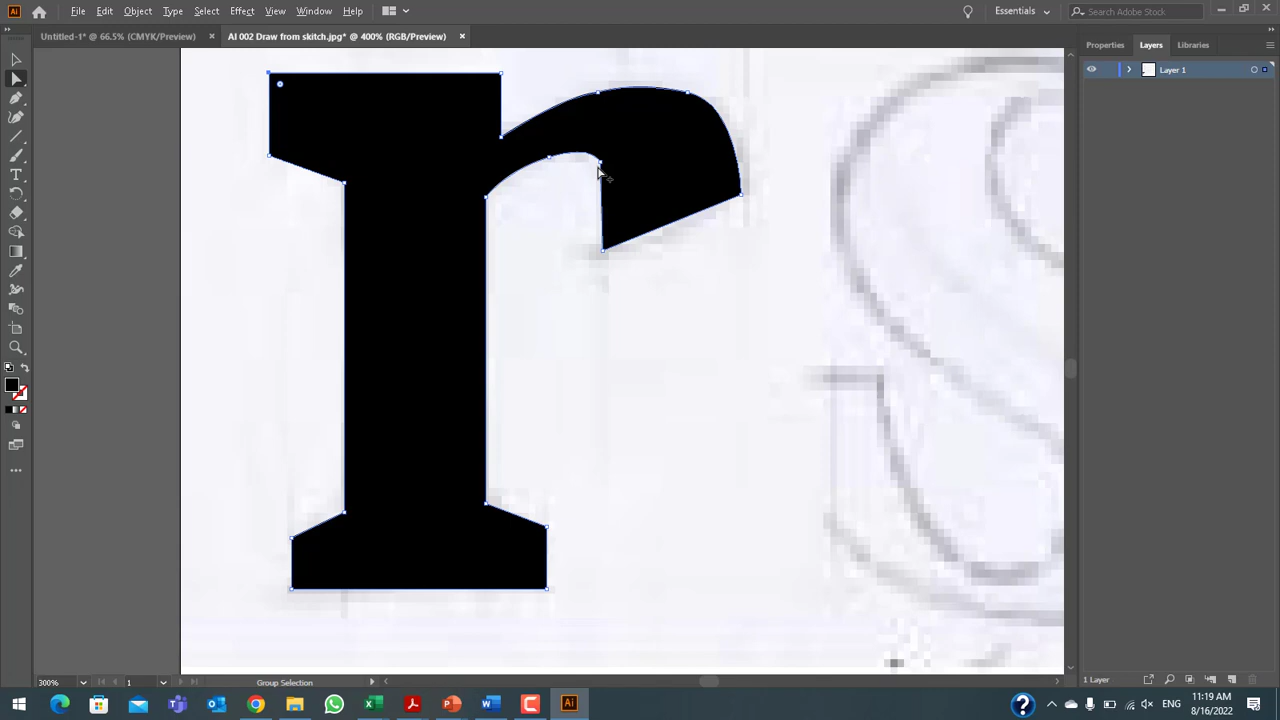 Ai File Edit Object Type Select Effect View Window Help Essentials Search Adobe Stock
Untitled-1* @ 66.5% (CMYK/Preview) × AI 002 Draw from skitch.jpg* @ 400% (RGB/Preview) ×
Properties Layers Libraries
Layer 1
r
300% 1 Group Selection
1 Layer
Ai ENG 11:19 AM
8/16/2022